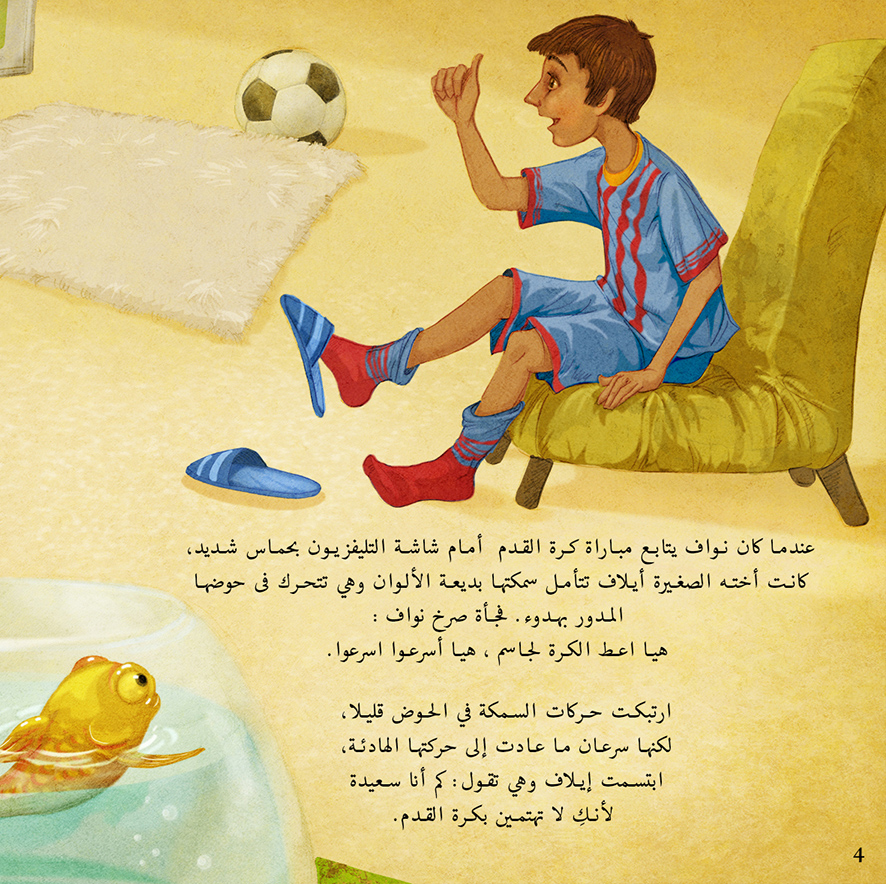 عندما كان نواف يتابع مباراة كرة القدم أمام شاشة التليفزيون بحماس شديد،
كانت أخته الصغيرة أيلاف تتأمل سمكتها بديعة الألوان وهي تتحرك فى حوضها
المدور بهدوء. فجأة صرخ نواف :
هيا اعط الكرة لجاسم ، هيا أسرعوا اسرعوا.
ارتبكت حركات السمكة في الحوض قليلا،
لكنها سرعان ما عادت إلى حركتها الهادئة،
ابتسمت إيلاف وهي تقول: كم أنا سعيدة
لأنكِ لا تهتمين بكرة القدم.
4